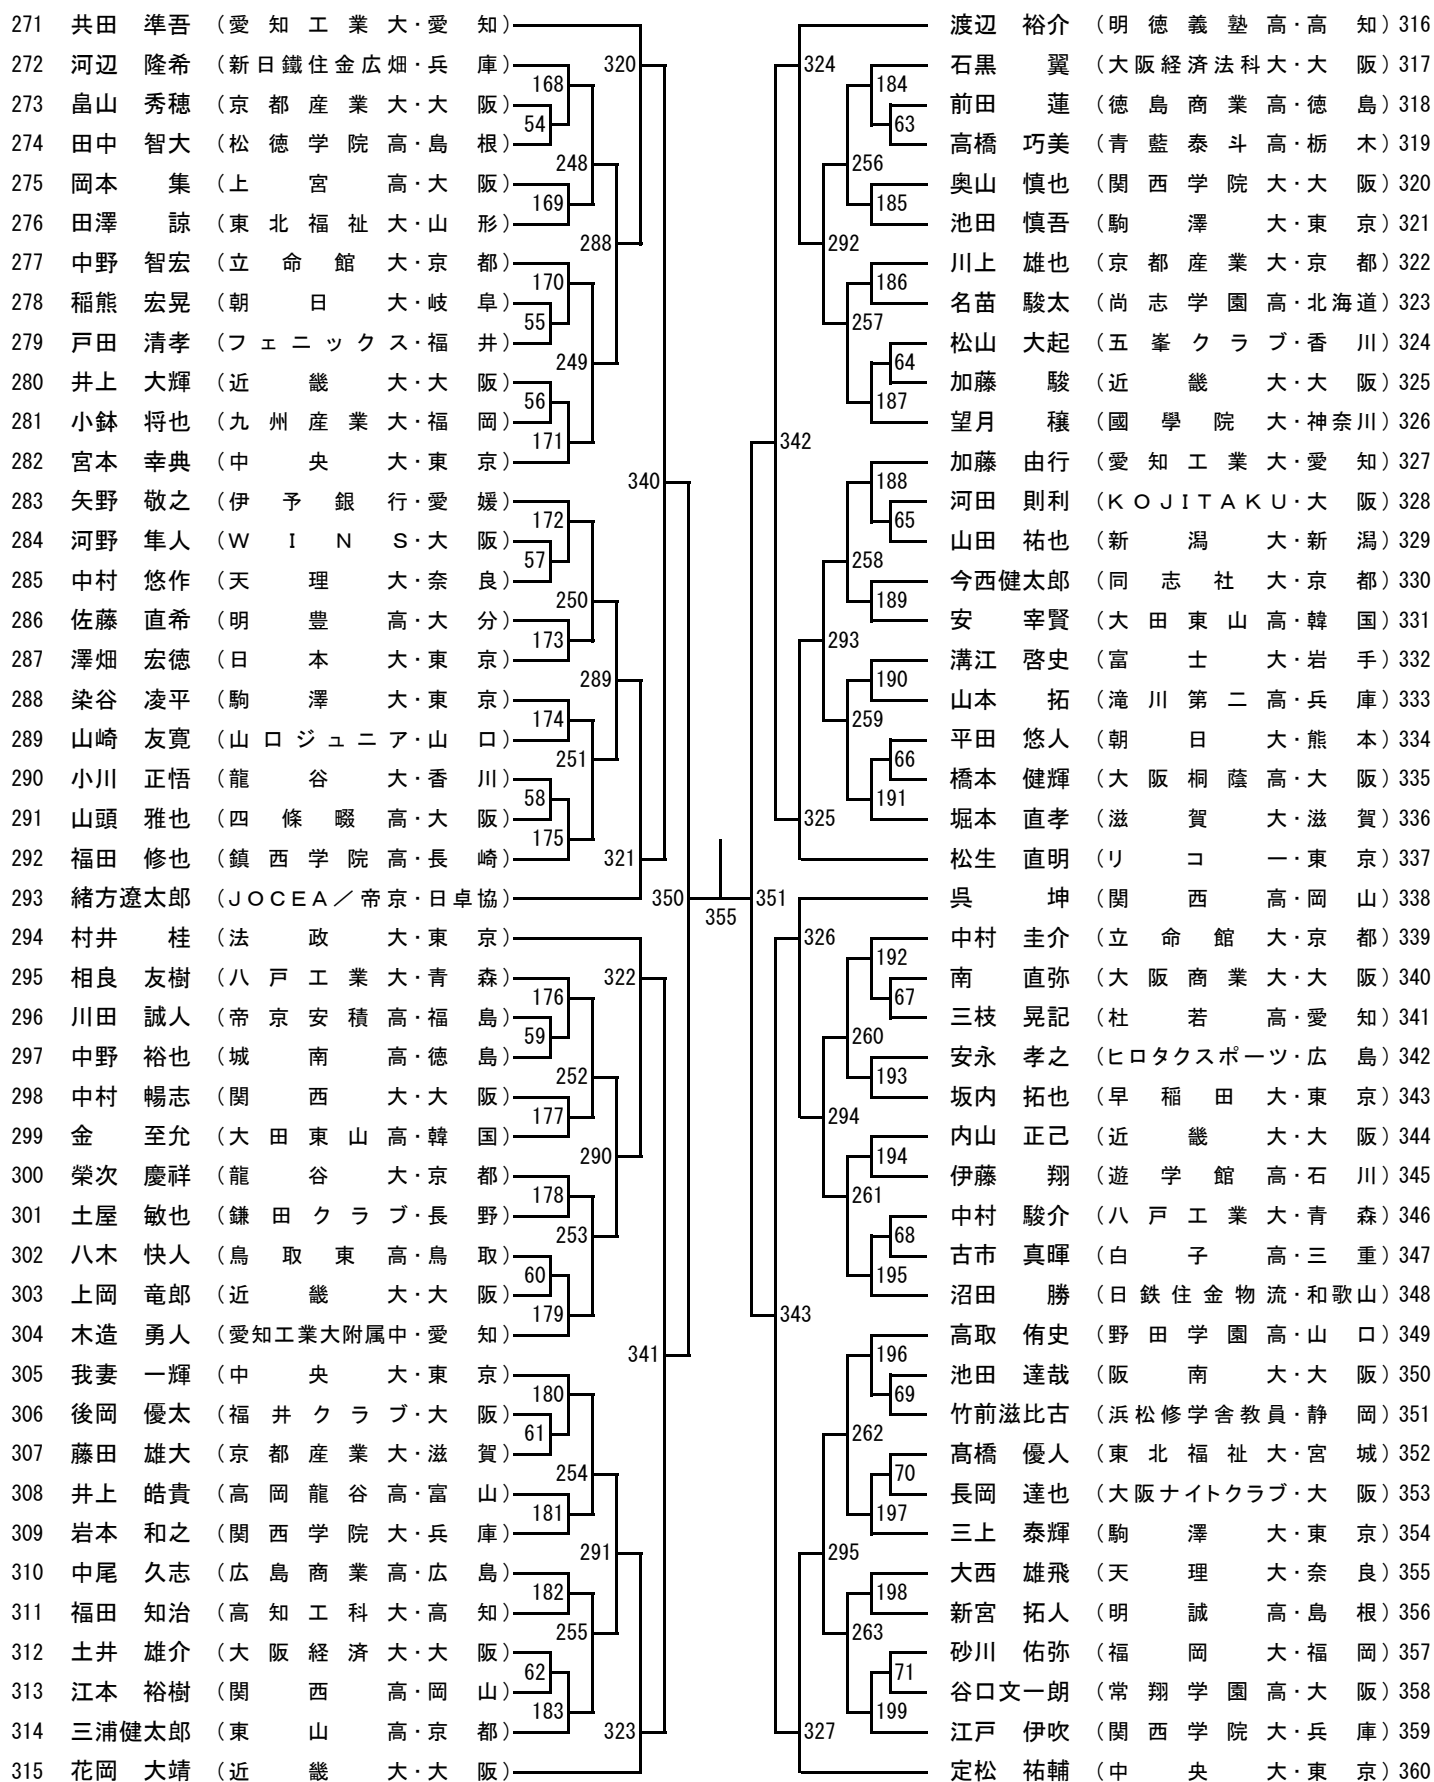 271 共田 準吾 (愛知工業大・愛知)
272 河辺 隆希 (新日鐵住金広畑・兵庫)
273 畠山 秀穂 (京都産業大・大阪)
274 田中 智大 (松徳学院高・島根)
275 岡本 集 (上宮高・大阪)
276 田澤 諒 (東北福祉大・山形)
277 中野 智宏 (立命館大・京都)
278 稲熊 宏晃 (朝日大・岐阜)
279 戸田 清孝 (フェニックス・福井)
280 井上 大輝 (近畿大・大阪)
281 小鉢 将也 (九州産業大・福岡)
282 宮本 幸典 (中央大・東京)
283 矢野 敬之 (伊予銀行・愛媛)
284 河野 隼人 (WINS・大阪)
285 中村 悠作 (天理大・奈良)
286 佐藤 直希 (明豊高・大分)
287 澤畑 宏徳 (日本大・東京)
288 染谷 凌平 (駒澤大・東京)
289 山崎 友寛 (山口ジュニア・山口)
290 小川 正悟 (龍谷大・香川)
291 山頭 雅也 (四條畷高・大阪)
292 福田 修也 (鎮西学院高・長崎)
293 緒方遼太郎 (JOCEA／帝京・日卓協)
294 村井 桂 (法政大・東京)
295 相良 友樹 (八戸工業大・青森)
296 川田 誠人 (帝京安積高・福島)
297 中野 裕也 (城南高・徳島)
298 中村 暢志 (関西大・大阪)
299 金 至允 (大田東山高・韓国)
300 榮次 慶祥 (龍谷大・京都)
301 土屋 敏也 (鎌田クラブ・長野)
302 八木 快人 (鳥取東高・鳥取)
303 上岡 竜郎 (近畿大・大阪)
304 木造 勇人 (愛知工業大附属中・愛知)
305 我妻 一輝 (中央大・東京)
306 後岡 優太 (福井クラブ・大阪)
307 藤田 雄大 (京都産業大・滋賀)
308 井上 皓貴 (高岡龍谷高・富山)
309 岩本 和之 (関西学院大・兵庫)
310 中尾 久志 (広島商業高・広島)
311 福田 知治 (高知工科大・高知)
312 土井 雄介 (大阪経済大・大阪)
313 江本 裕樹 (関西高・岡山)
314 三浦健太郎 (東山高・京都)
315 花岡 大靖 (近畿大・大阪)
54
55
56
57
58
59
60
61
62
168
169
170
171
172
173
174
175
176
177
178
179
180
181
182
183
248
249
250
251
252
253
254
255
288
289
290
291
320
321
322
323
340
341
350
355
351
342
343
324
325
326
327
292
293
294
295
256
257
258
259
260
261
262
263
184
185
186
187
188
189
190
191
192
193
194
195
196
197
198
199
63
64
65
66
67
68
69
70
71
渡辺 裕介 (明徳義塾高・高知) 316
石黒 翼 (大阪経済法科大・大阪) 317
前田 蓮 (徳島商業高・徳島) 318
高橋 巧美 (青藍泰斗高・栃木) 319
奥山 慎也 (関西学院大・大阪) 320
池田 慎吾 (駒澤大・東京) 321
川上 雄也 (京都産業大・京都) 322
名苗 駿太 (尚志学園高・北海道) 323
松山 大起 (五峯クラブ・香川) 324
加藤 駿 (近畿大・大阪) 325
望月 穣 (國學院大・神奈川) 326
加藤 由行 (愛知工業大・愛知) 327
河田 則利 (KOJITAKU・大阪) 328
山田 祐也 (新潟大・新潟) 329
今西健太郎 (同志社大・京都) 330
安 宰賢 (大田東山高・韓国) 331
溝江 啓史 (富士大・岩手) 332
山本 拓 (滝川第二高・兵庫) 333
平田 悠人 (朝日大・熊本) 334
橋本 健輝 (大阪桐蔭高・大阪) 335
堀本 直孝 (滋賀大・滋賀) 336
松生 直明 (リコー・東京) 337
呉 坤 (関西高・岡山) 338
中村 圭介 (立命館大・京都) 339
南 直弥 (大阪商業大・大阪) 340
三枝 晃記 (杜若高・愛知) 341
安永 孝之 (ヒロタクスポーツ・広島) 342
坂内 拓也 (早稲田大・東京) 343
内山 正己 (近畿大・大阪) 344
伊藤 翔 (遊学館高・石川) 345
中村 駿介 (八戸工業大・青森) 346
古市 真暉 (白子高・三重) 347
沼田 勝 (日鉄住金物流・和歌山) 348
高取 侑史 (野田学園高・山口) 349
池田 達哉 (阪南大・大阪) 350
竹前滋比古 (浜松修学舎教員・静岡) 351
髙橋 優人 (東北福祉大・宮城) 352
長岡 達也 (大阪ナイトクラブ・大阪) 353
三上 泰輝 (駒澤大・東京) 354
大西 雄飛 (天理大・奈良) 355
新宮 拓人 (明誠高・島根) 356
砂川 佑弥 (福岡大・福岡) 357
谷口文一朗 (常翔学園高・大阪) 358
江戸 伊吹 (関西学院大・兵庫) 359
定松 祐輔 (中央大・東京) 360